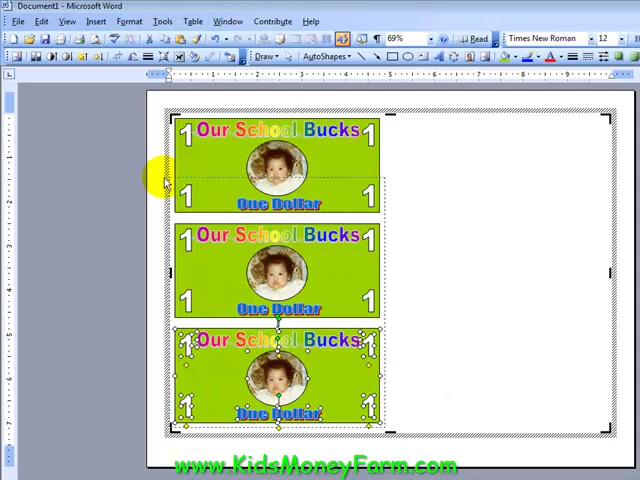 Document1 - Microsoft Word
File Edit View Insert Format Tools Table Window Contribute Help
69% Read Times New Roman 12
Draw AutoShapes
1 Our School Bucks 1
1 One Dollar 1
1 Our School Bucks 1
1 One Dollar 1
1 Our School Bucks 1
1 One Dollar 1
www.KidsMoneyFarm.com